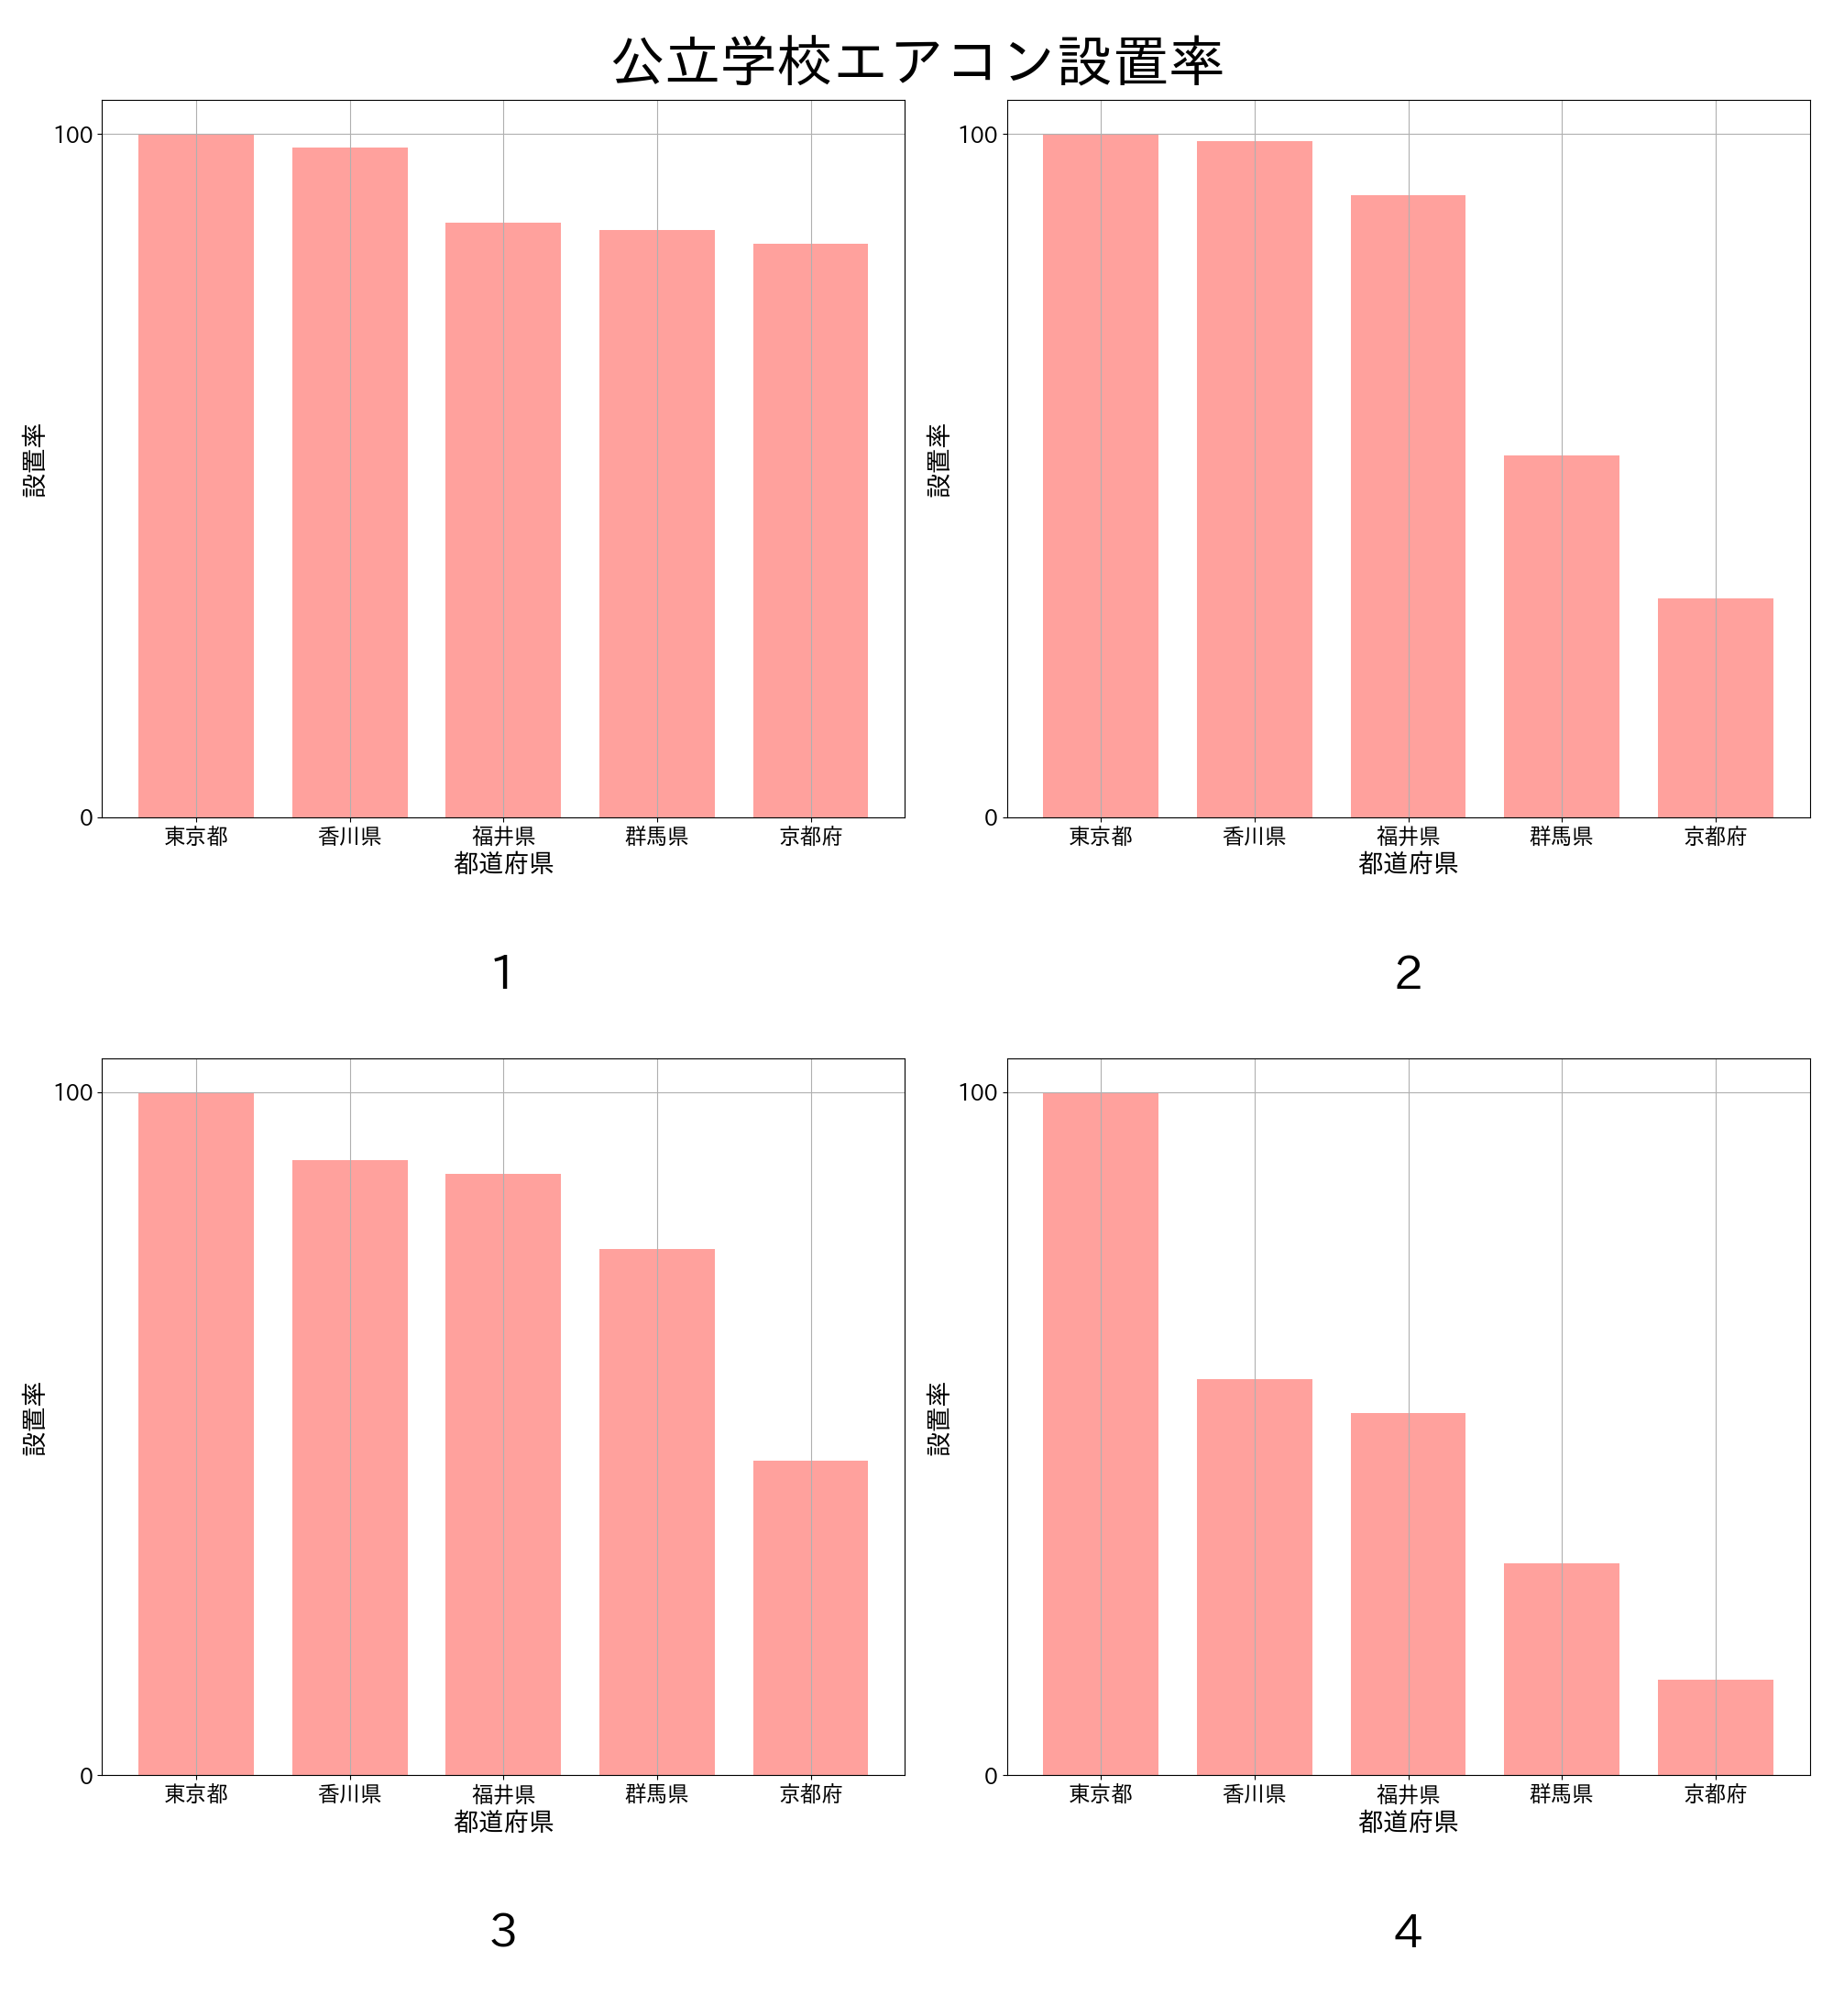 公立学校エアコン設置率
100
0
設置率
東京都 香川県 福井県 群馬県 京都府
都道府県
1
100
0
設置率
東京都 香川県 福井県 群馬県 京都府
都道府県
2
100
0
設置率
東京都 香川県 福井県 群馬県 京都府
都道府県
3
100
0
設置率
東京都 香川県 福井県 群馬県 京都府
都道府県
4